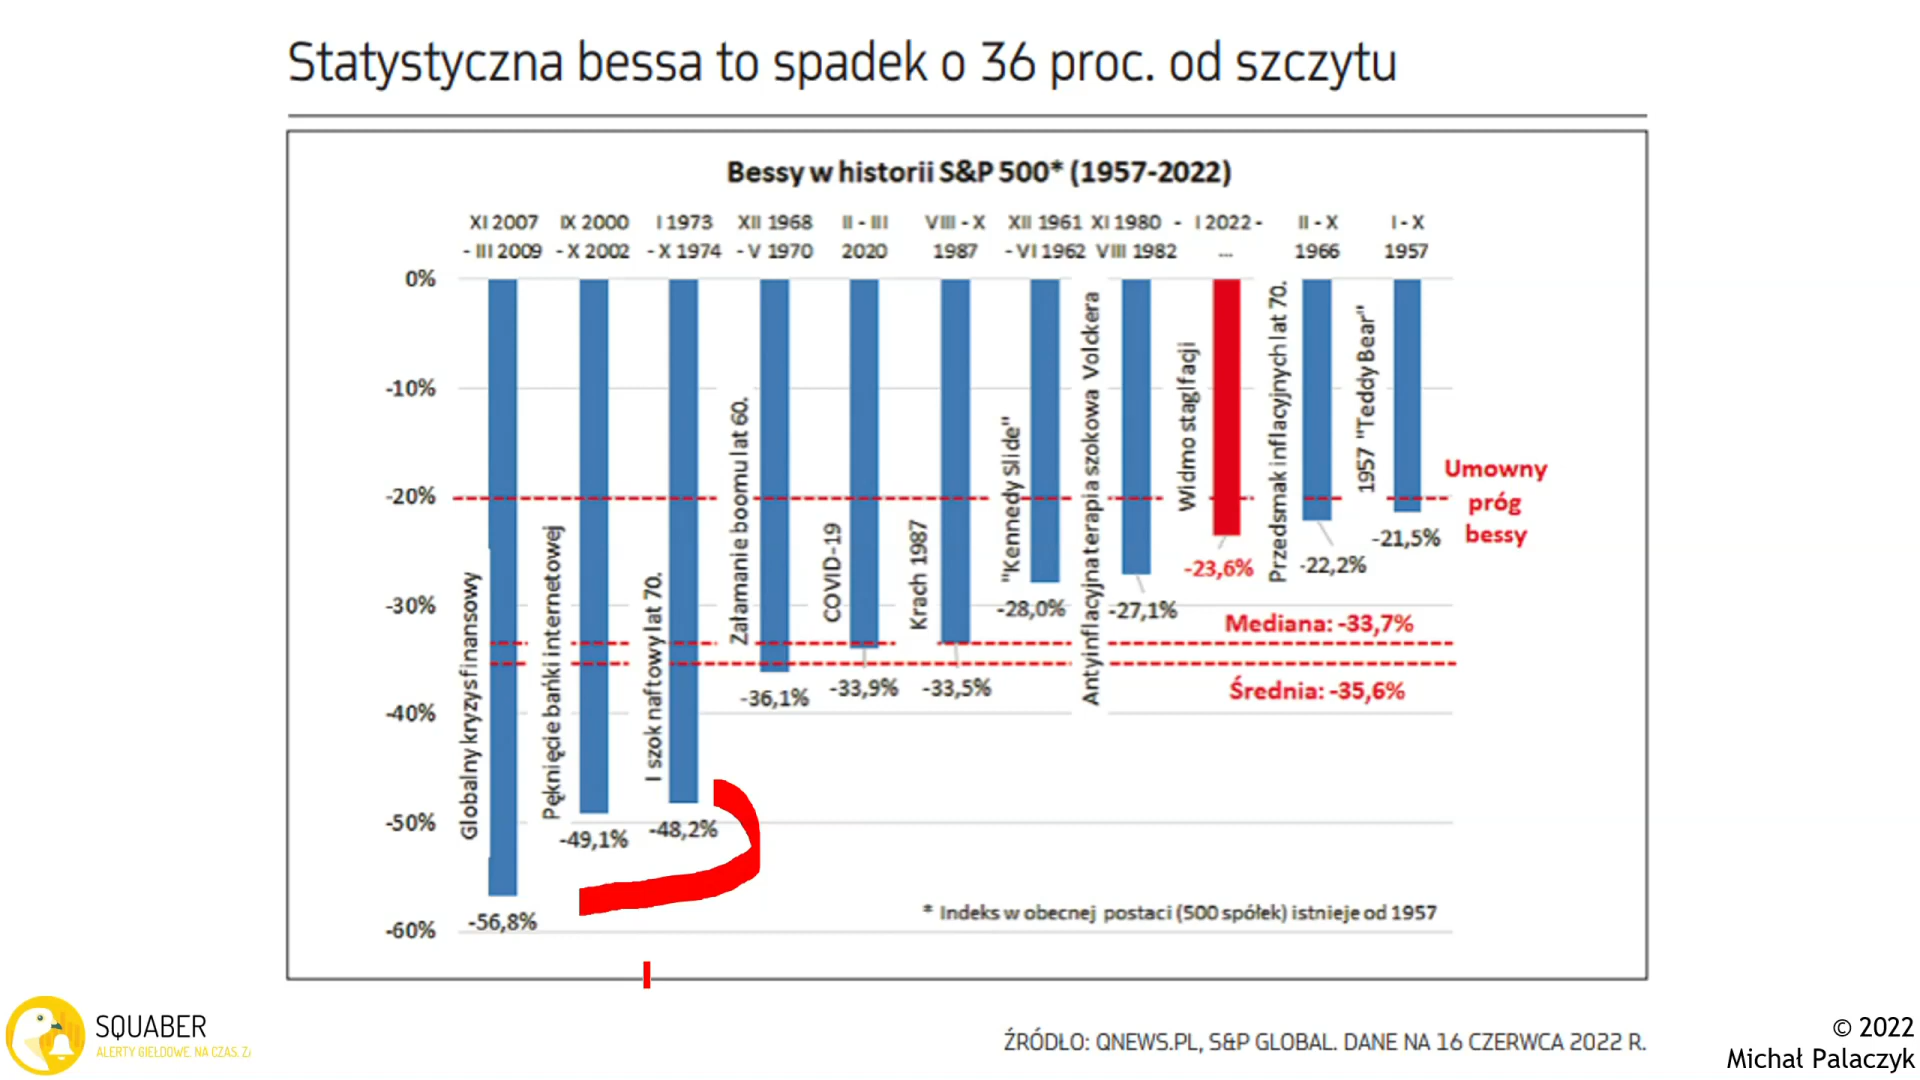 Statystyczna bessa to spadek o 36 proc. od szczytu
Bessy w historii S&P 500* (1957-2022)
XI 2007 - III 2009
IX 2000 - X 2002
I 1973 - X 1974
XII 1968 - V 1970
II - III 2020
VIII - X 1987
XII 1961 - VI 1962
XI 1980 - VIII 1982
I 2022 - ...
II - X 1966
I - X 1957
0%
-10%
-20%
-30%
-40%
-50%
-60%
Globalny kryzys finansowy
Pęknięcie bańki internetowej
I szok naftowy lat 70.
Załamanie boomu lat 60.
COVID-19
Krach 1987
"Kennedy Slide"
Antyinflacyjna terapia szokowa Volckera
Widmo staglfacji
Przedsmak inflacyjnych lat 70.
1957 "Teddy Bear"
-56,8%
-49,1%
-48,2%
-36,1%
-33,9%
-33,5%
-28,0%
-27,1%
-23,6%
-22,2%
-21,5%
Umowny
próg
bessy
Mediana: -33,7%
Średnia: -35,6%
* Indeks w obecnej postaci (500 spółek) istnieje od 1957
SQUABER
ALERTY GIEŁDOWE. NA CZAS.
ŹRÓDŁO: QNEWS.PL, S&P GLOBAL. DANE NA 16 CZERWCA 2022 R.
© 2022
Michał Palaczyk